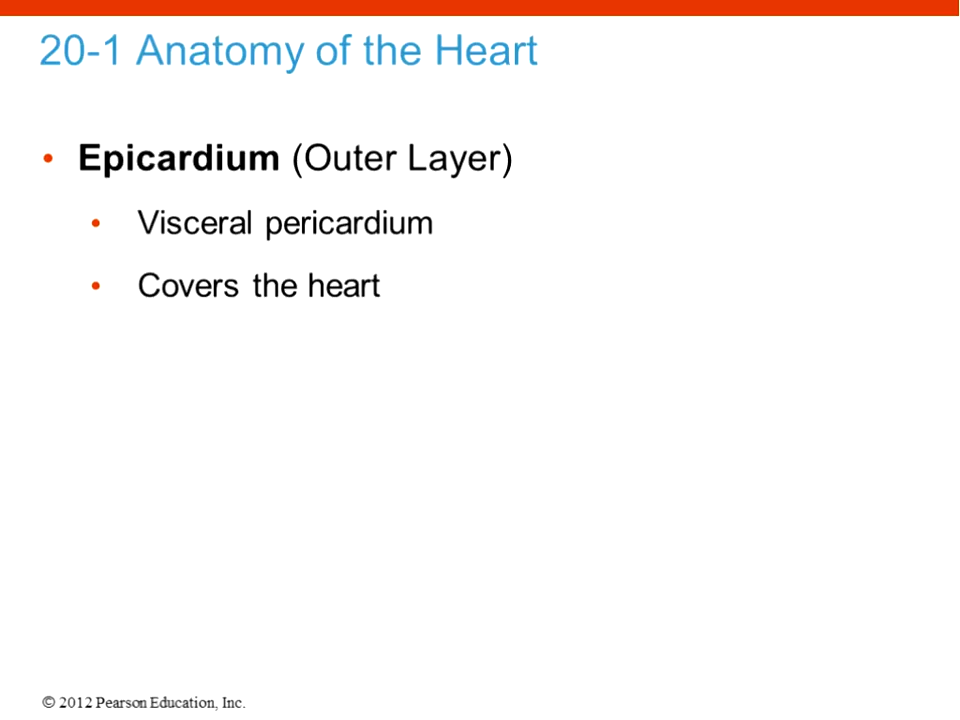 20-1 Anatomy of the Heart
• Epicardium (Outer Layer)
• Visceral pericardium
• Covers the heart
© 2012 Pearson Education, Inc.